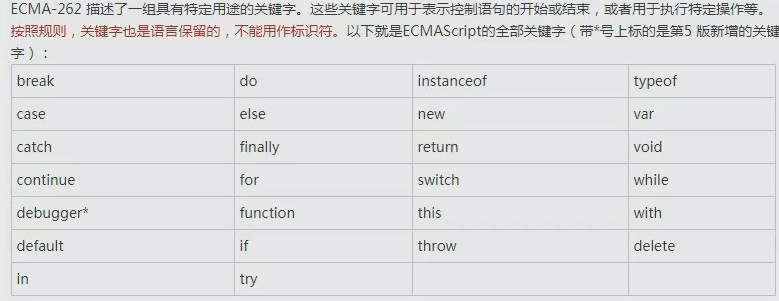 ECMA-262 描述了一组具有特定用途的关键字。这些关键字可用于表示控制语句的开始或结束，或者用于执行特定操作等。
按照规则，关键字也是语言保留的，不能用作标识符。以下就是ECMAScript的全部关键字（带*号上标的是第5 版新增的关键
字）：
break do instanceof typeof
case else new var
catch finally return void
continue for switch while
debugger* function this with
default if throw delete
in try